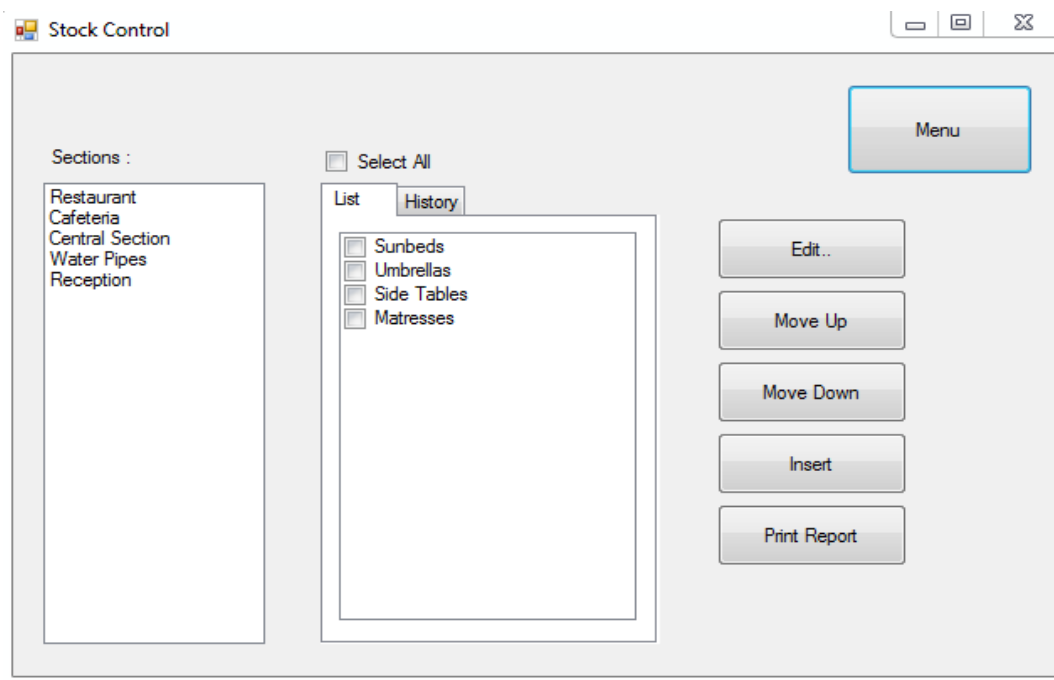 Stock Control
Menu
Sections :
Select All
Restaurant
Cafeteria
Central Section
Water Pipes
Reception
List
History
Sunbeds
Umbrellas
Side Tables
Matresses
Edit..
Move Up
Move Down
Insert
Print Report